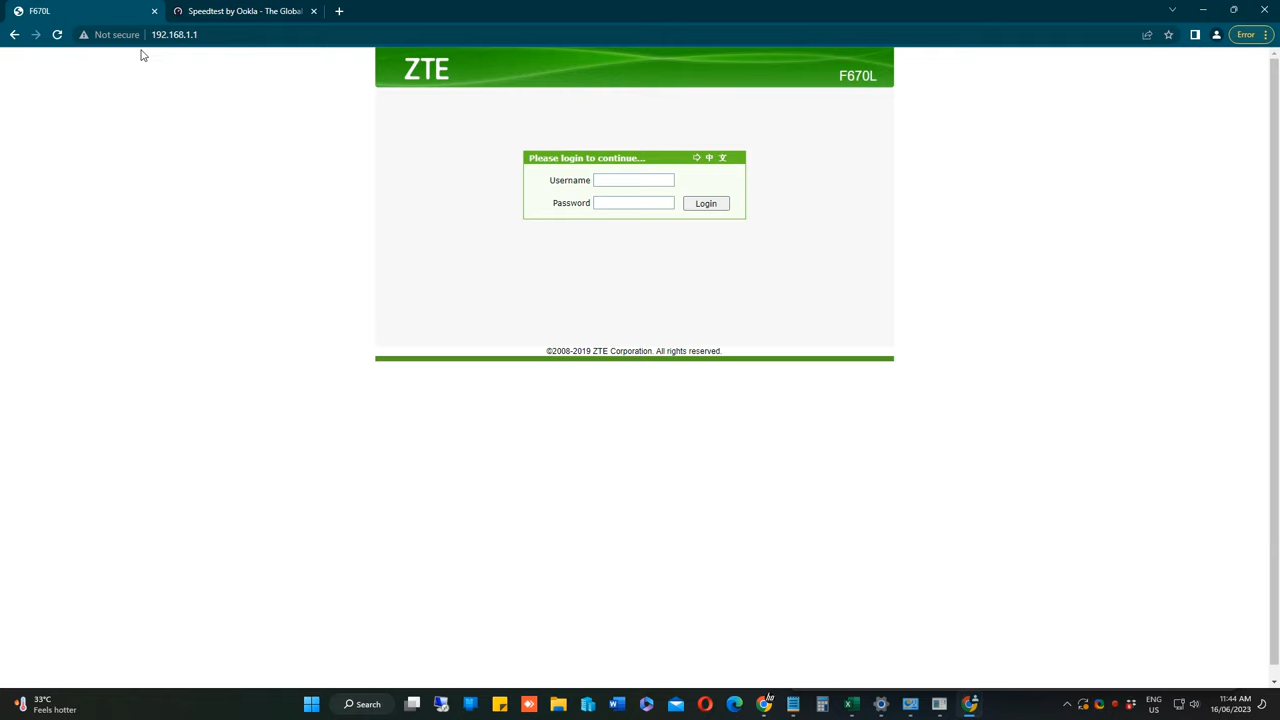 F670L
Speedtest by Ookla - The Global
Not secure
192.168.1.1
Error
ZTE
F670L
Please login to continue...
中 文
Username
Password
Login
©2008-2019 ZTE Corporation. All rights reserved.
33°C
Feels hotter
Search
ENG
US
11:44 AM
16/06/2023